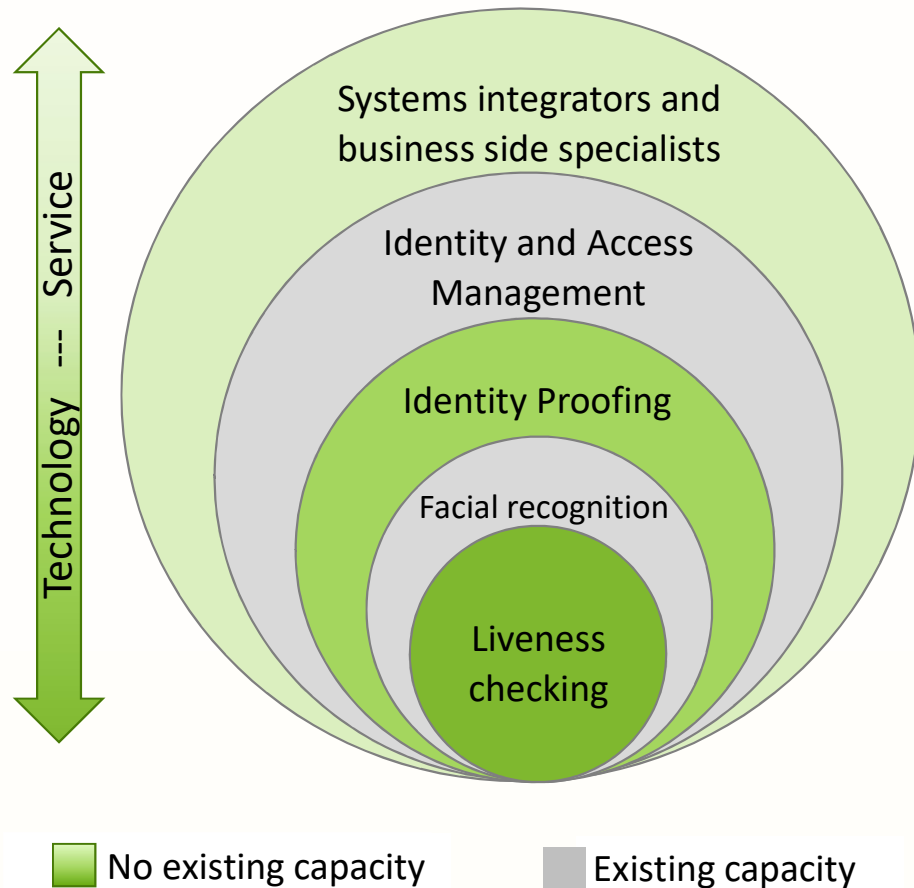 Systems integrators and
business side specialists
Identity and Access
Management
Identity Proofing
Facial recognition
Liveness
checking
Technology --- Service
No existing capacity
Existing capacity